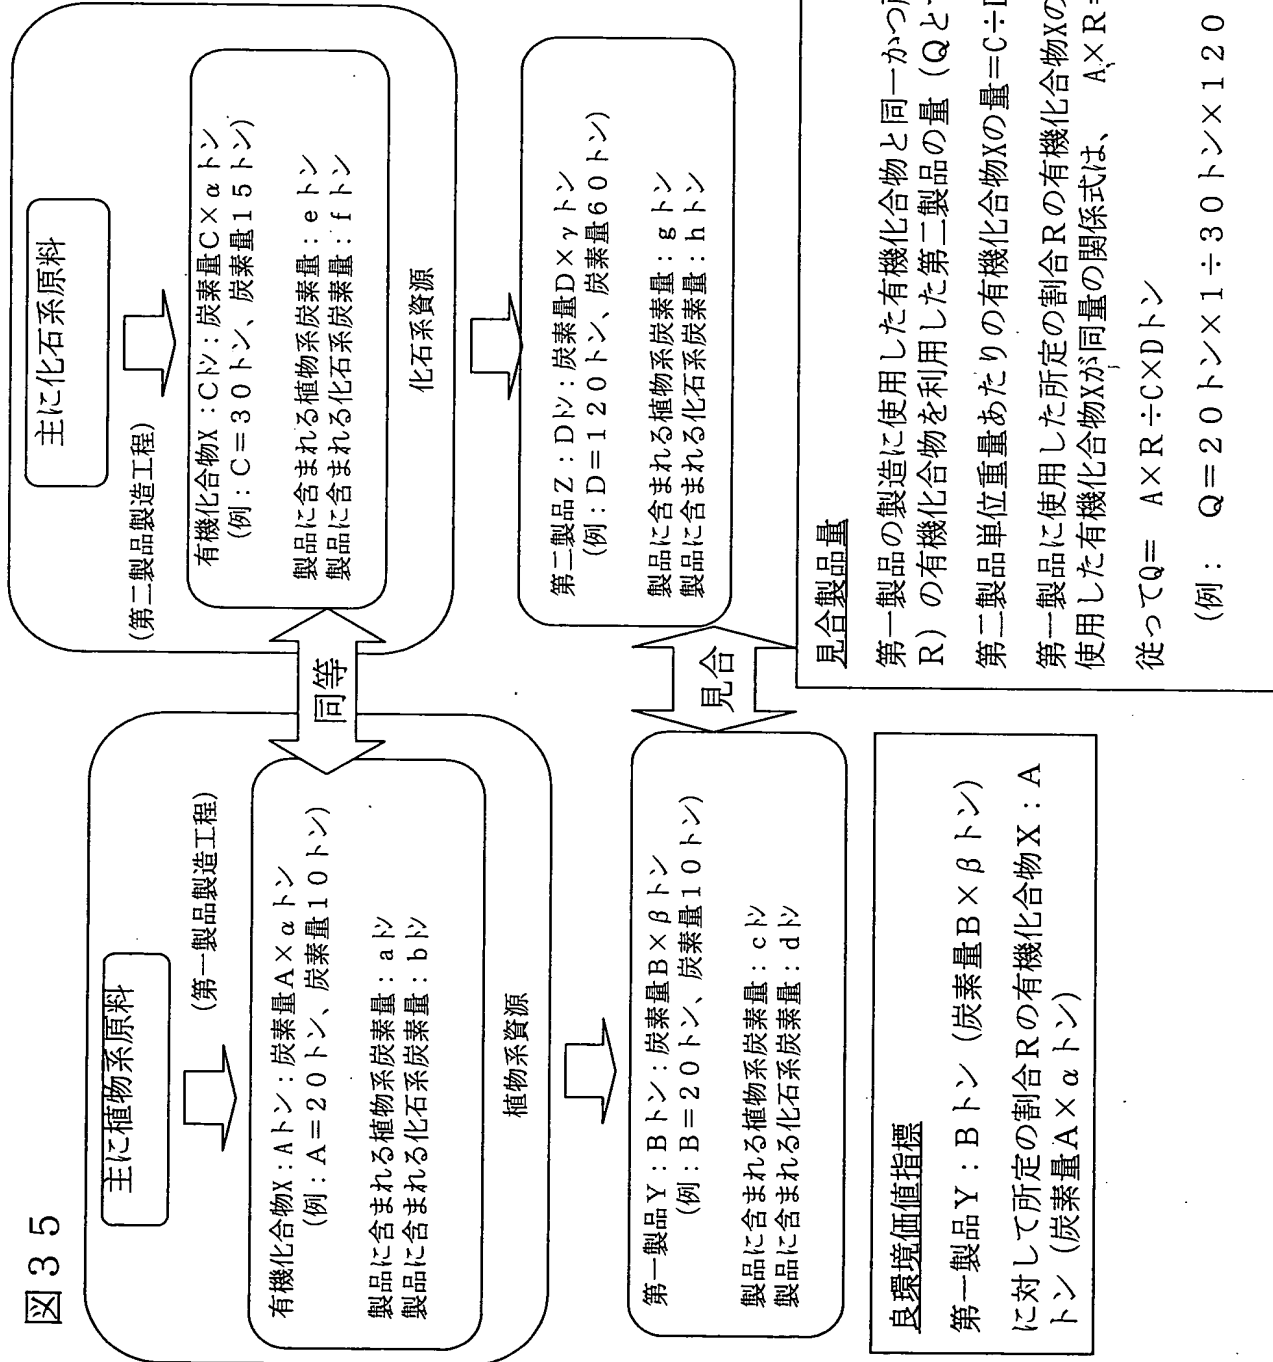 図35
主に植物系原料
(第一製品製造工程)
有機化合物X:Aトン:炭素量A×αトン
(例:A=20トン、炭素量10トン)
製品に含まれる植物系炭素量:aトン
製品に含まれる化石系炭素量:bトン
植物系資源
第一製品Y:Bトン:炭素量B×βトン
(例:B=20トン、炭素量10トン)
製品に含まれる植物系炭素量:cトン
製品に含まれる化石系炭素量:dトン
良環境価値指標
第一製品Y:Bトン(炭素量B×βトン)
に対して所定の割合Rの有機化合物X:A
トン(炭素量A×αトン)
同等
見合
主に化石系原料
(第二製品製造工程)
有機化合物X:Cトン:炭素量C×αトン
(例:C=30トン、炭素量15トン)
製品に含まれる植物系炭素量:eトン
製品に含まれる化石系炭素量:fトン
化石系資源
第二製品Z:Dトン:炭素量D×γトン
(例:D=120トン、炭素量60トン)
製品に含まれる植物系炭素量:gトン
製品に含まれる化石系炭素量:hトン
見合製品量
第一製品の製造に使用した有機化合物と同一かつ
R)の有機化合物を利用した第二製品の量(Qと
第二製品単位重量あたりの有機化合物Xの量=C÷
第一製品に使用した所定の割合Rの有機化合物Xの
使用した有機化合物Xが同量の関係式は、 A×R=
従ってQ= A×R÷C×Dトン
(例: Q=20トン×1÷30トン×120